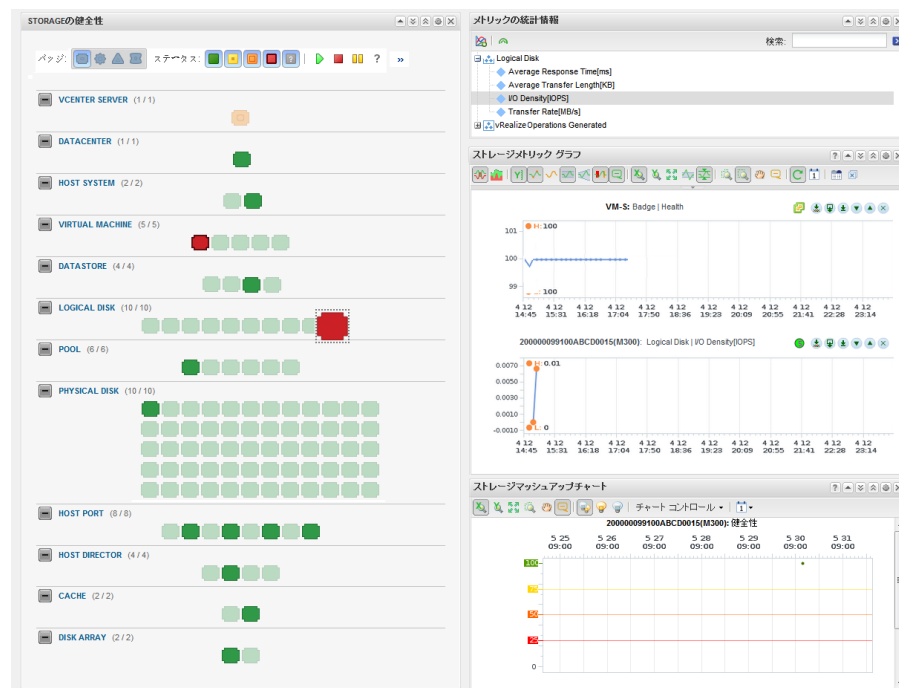 STORAGEの健全性
バッジ:
ステータス:
?
»
VCENTER SERVER (1 / 1)
DATACENTER (1 / 1)
HOST SYSTEM (2 / 2)
VIRTUAL MACHINE (5 / 5)
DATASTORE (4 / 4)
LOGICAL DISK (10 / 10)
POOL (6 / 6)
PHYSICAL DISK (10 / 10)
HOST PORT (8 / 8)
HOST DIRECTOR (4 / 4)
CACHE (2 / 2)
DISK ARRAY (2 / 2)
メトリックの統計情報
検索:
Logical Disk
Average Response Time[ms]
Average Transfer Length[KB]
I/O Density[IOPS]
Transfer Rate[MB/s]
vRealize Operations Generated
ストレージメトリック グラフ
VM-S: Badge | Health
101
H: 100
100
99
100
4 12 4 12 4 12 4 12 4 12 4 12 4 12 4 12 4 12 4 12 4 12 4 12
14:45 15:31 16:18 17:04 17:50 18:36 19:23 20:09 20:55 21:41 22:28 23:14
200000099100ABCD0015(M300): Logical Disk | I/O Density[IOPS]
0.0070
H: 0.01
0.0050
0.0030
0.0010
-0.0010
L: 0
4 12 4 12 4 12 4 12 4 12 4 12 4 12 4 12 4 12 4 12 4 12 4 12
14:45 15:31 16:18 17:04 17:50 18:36 19:23 20:09 20:55 21:41 22:28 23:14
ストレージマッシュアップチャート
チャート コントロール
200000099100ABCD0015(M300): 健全性
5 25 5 26 5 27 5 28 5 29 5 30 5 31
09:00 09:00 09:00 09:00 09:00 09:00 09:00
100
75
50
25
0